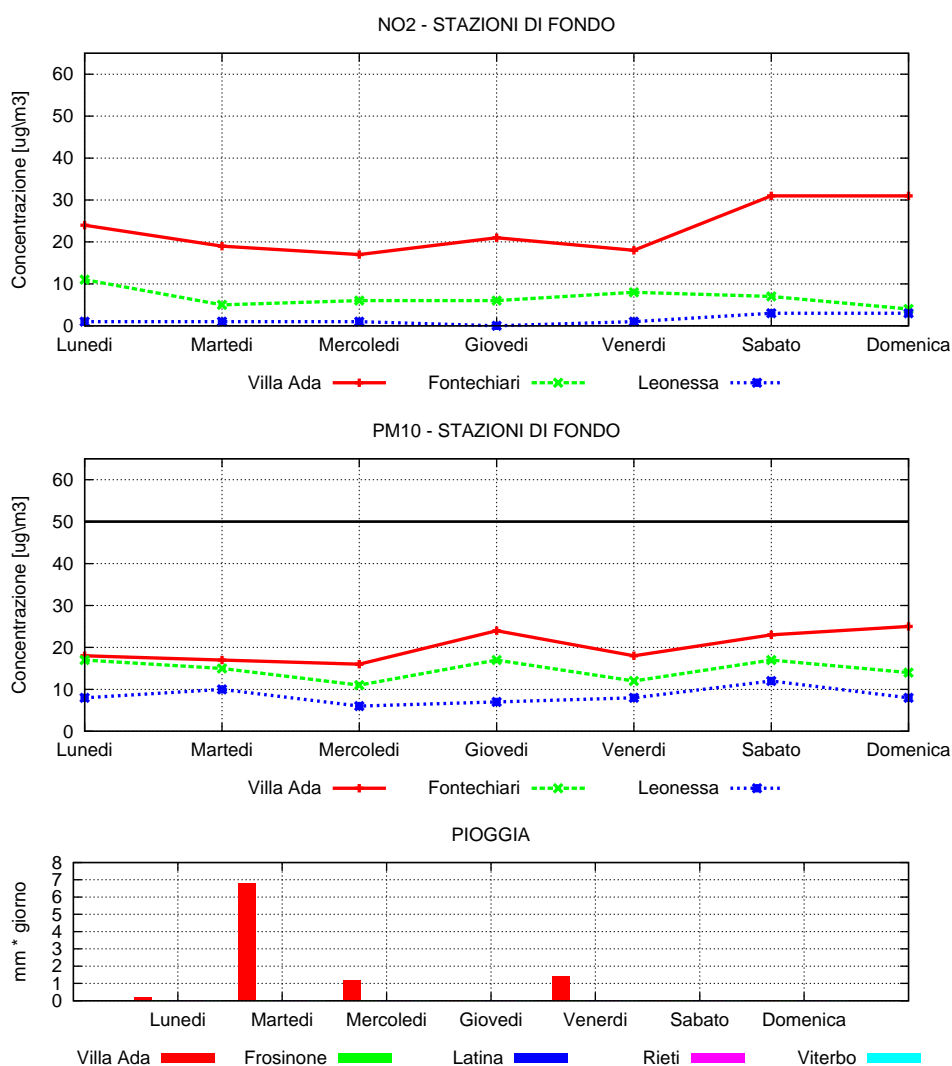 NO2 - STAZIONI DI FONDO
Concentrazione [ug\m3]
60
50
40
30
20
10
0
Lunedi Martedi Mercoledi Giovedi Venerdi Sabato Domenica
Villa Ada Fontechiari Leonessa
PM10 - STAZIONI DI FONDO
Concentrazione [ug\m3]
60
50
40
30
20
10
0
Lunedi Martedi Mercoledi Giovedi Venerdi Sabato Domenica
Villa Ada Fontechiari Leonessa
PIOGGIA
mm * giorno
8
7
6
5
4
3
2
1
0
Lunedi Martedi Mercoledi Giovedi Venerdi Sabato Domenica
Villa Ada Frosinone Latina Rieti Viterbo